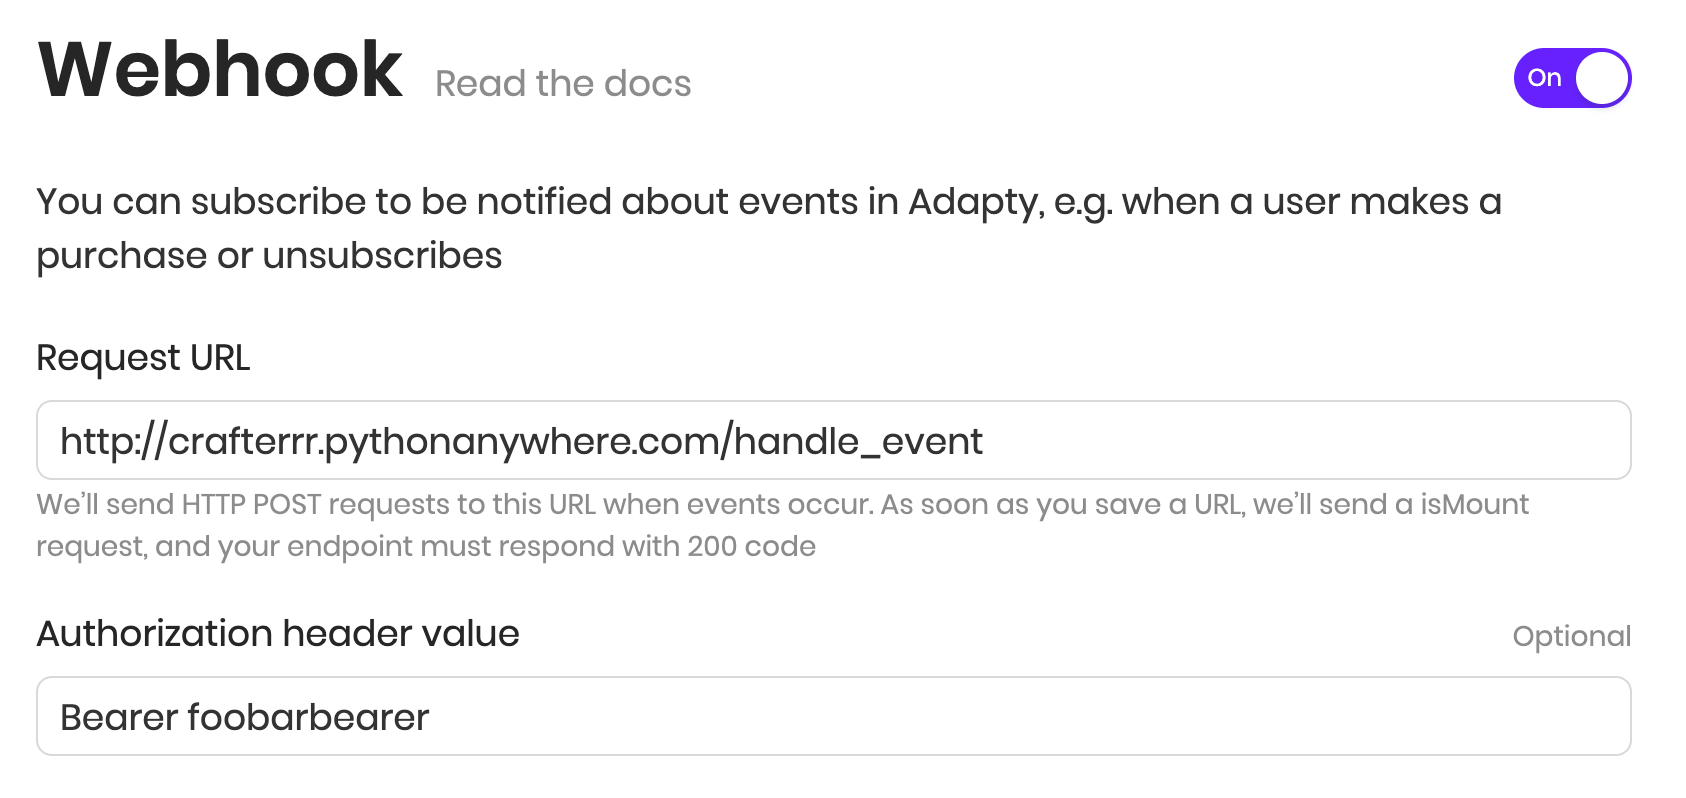 Webhook Read the docs
On
You can subscribe to be notified about events in Adapty, e.g. when a user makes a
purchase or unsubscribes
Request URL
http://crafterrr.pythonanywhere.com/handle_event
We’ll send HTTP POST requests to this URL when events occur. As soon as you save a URL, we’ll send a isMount
request, and your endpoint must respond with 200 code
Authorization header value
Optional
Bearer foobarbearer